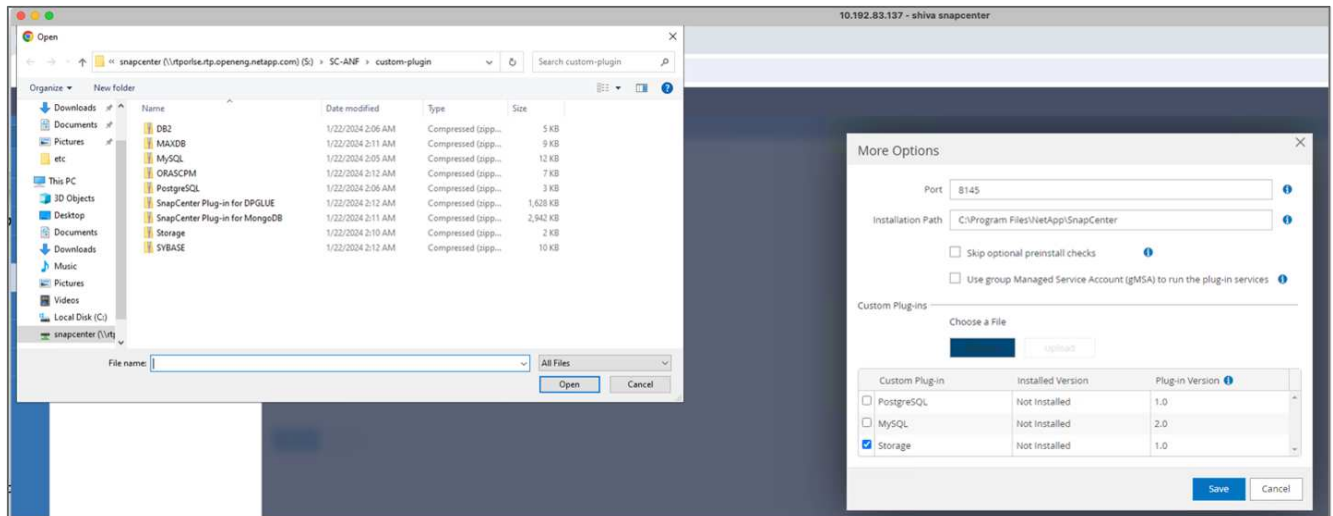 10.192.83.137 - shiva snapcenter
Open
« snapcenter (\\rtporlse.rtp.openeng.netapp.com) (S:) > SC-ANF > custom-plugin
Search custom-plugin
Organize
New folder
Downloads
Documents
Pictures
etc
This PC
3D Objects
Desktop
Documents
Downloads
Music
Pictures
Videos
Local Disk (C:)
snapcenter (\\rtp
Name Date modified Type Size
DB2 1/22/2024 2:06 AM Compressed (zipp... 5 KB
MAXDB 1/22/2024 2:11 AM Compressed (zipp... 9 KB
MySQL 1/22/2024 2:05 AM Compressed (zipp... 12 KB
ORASCPM 1/22/2024 2:12 AM Compressed (zipp... 7 KB
PostgreSQL 1/22/2024 2:06 AM Compressed (zipp... 3 KB
SnapCenter Plug-in for DPGLUE 1/22/2024 2:12 AM Compressed (zipp... 1,628 KB
SnapCenter Plug-in for MongoDB 1/22/2024 2:11 AM Compressed (zipp... 2,942 KB
Storage 1/22/2024 2:10 AM Compressed (zipp... 2 KB
SYBASE 1/22/2024 2:12 AM Compressed (zipp... 10 KB
File name:
All Files
Open
Cancel
More Options
Port 8145
Installation Path C:\Program Files\NetApp\SnapCenter
Skip optional preinstall checks
Use group Managed Service Account (gMSA) to run the plug-in services
Custom Plug-ins
Choose a File
Upload
Custom Plug-in Installed Version Plug-in Version
PostgreSQL Not Installed 1.0
MySQL Not Installed 2.0
Storage Not Installed 1.0
Save
Cancel